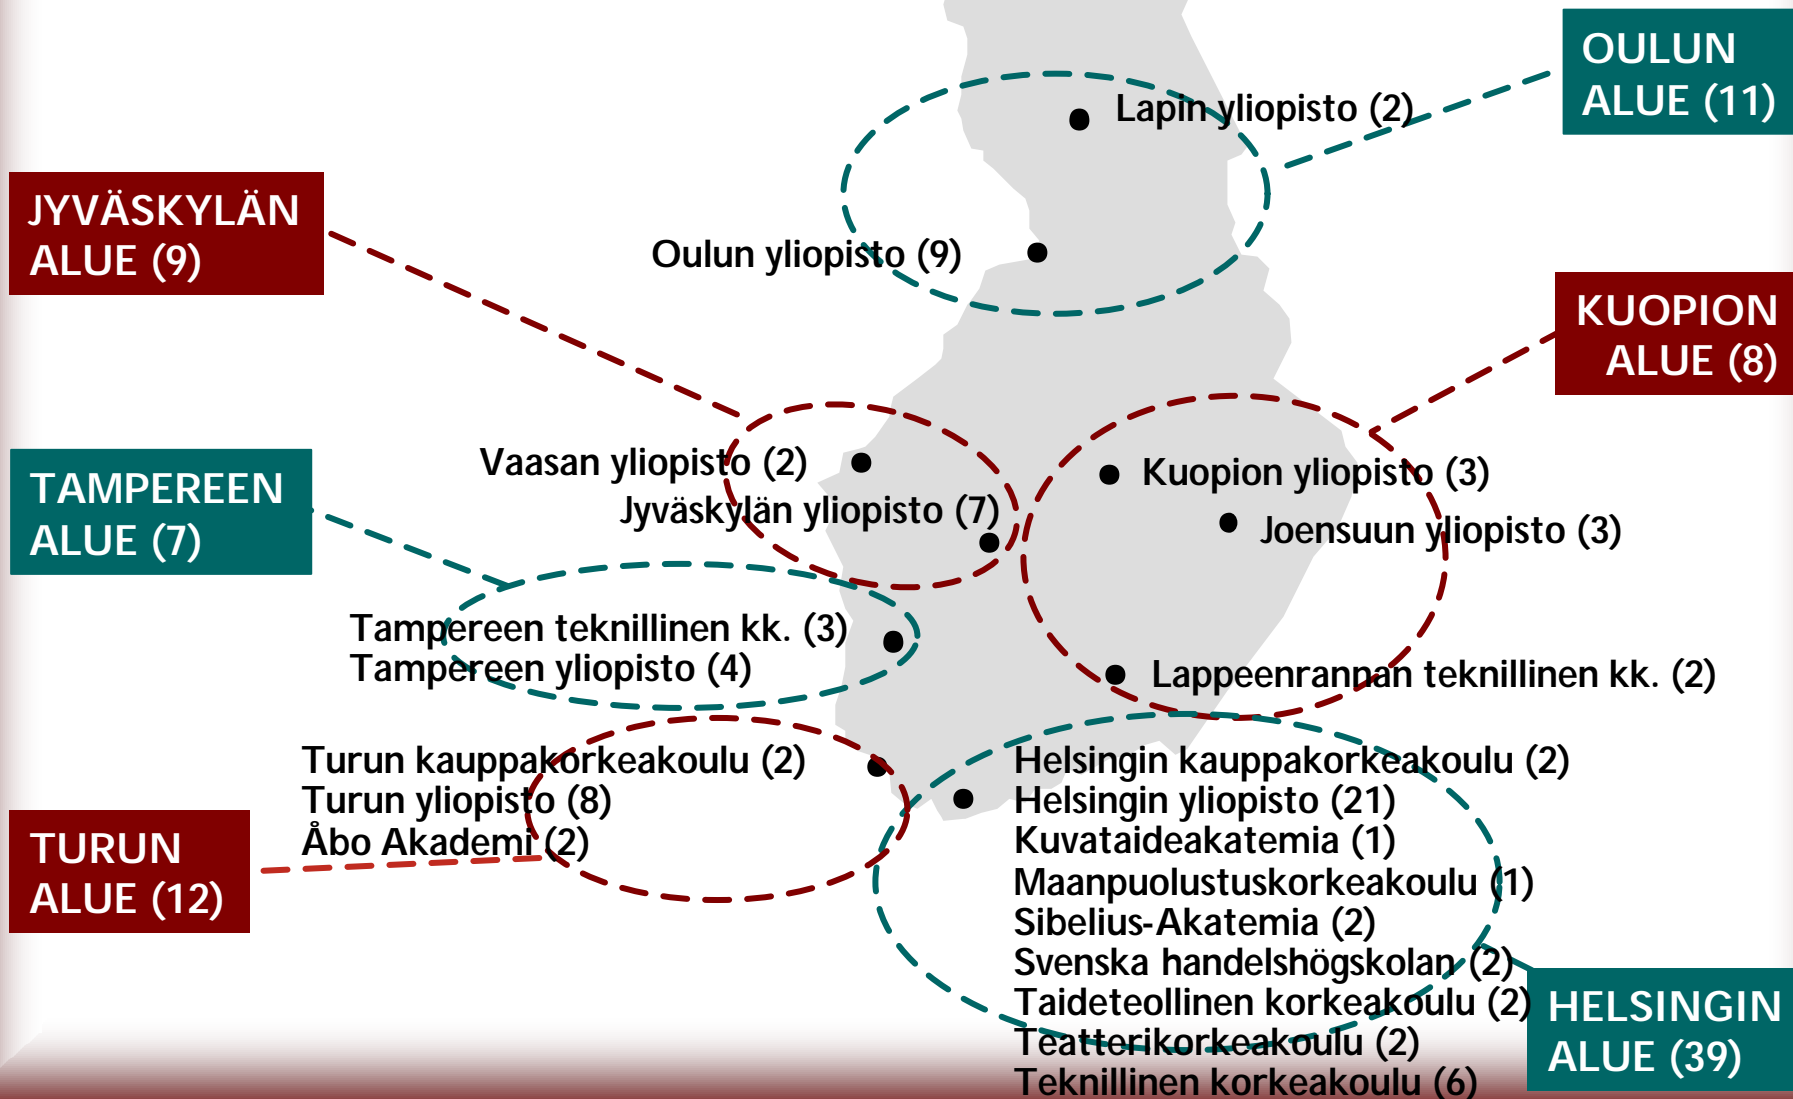 OULUN
ALUE (11)
Lapin yliopisto (2)
JYVÄSKYLÄN
ALUE (9)
Oulun yliopisto (9)
KUOPION
ALUE (8)
Vaasan yliopisto (2)
Jyväskylän yliopisto (7)
Kuopion yliopisto (3)
Joensuun yliopisto (3)
TAMPEREEN
ALUE (7)
Tampereen teknillinen kk. (3)
Tampereen yliopisto (4)
Lappeenrannan teknillinen kk. (2)
Turun kauppakorkeakoulu (2)
Turun yliopisto (8)
Åbo Akademi (2)
TURUN
ALUE (12)
Helsingin kauppakorkeakoulu (2)
Helsingin yliopisto (21)
Kuvataideakatemia (1)
Maanpuolustuskorkeakoulu (1)
Sibelius-Akatemia (2)
Svenska handelshögskolan (2)
Taideteollinen korkeakoulu (2)
Teatterikorkeakoulu (2)
Teknillinen korkeakoulu (6)
HELSINGIN
ALUE (39)